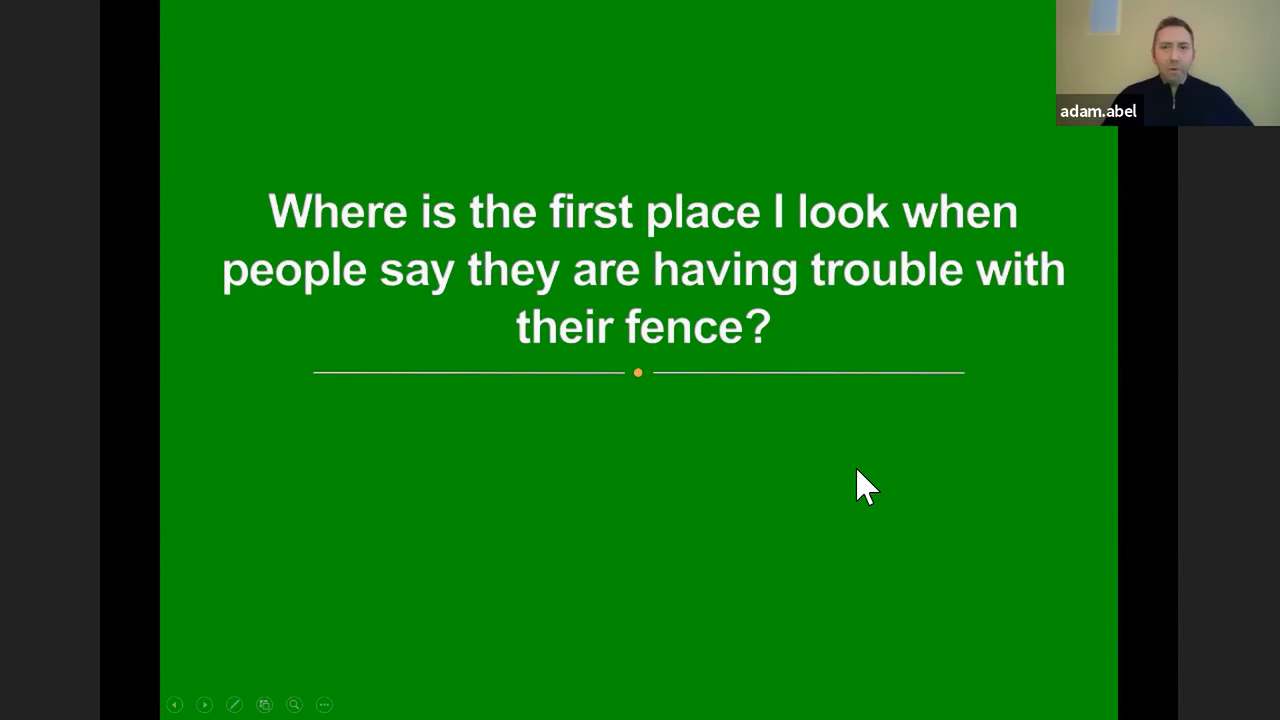 adam.abel
Where is the first place I look when
people say they are having trouble with
their fence?